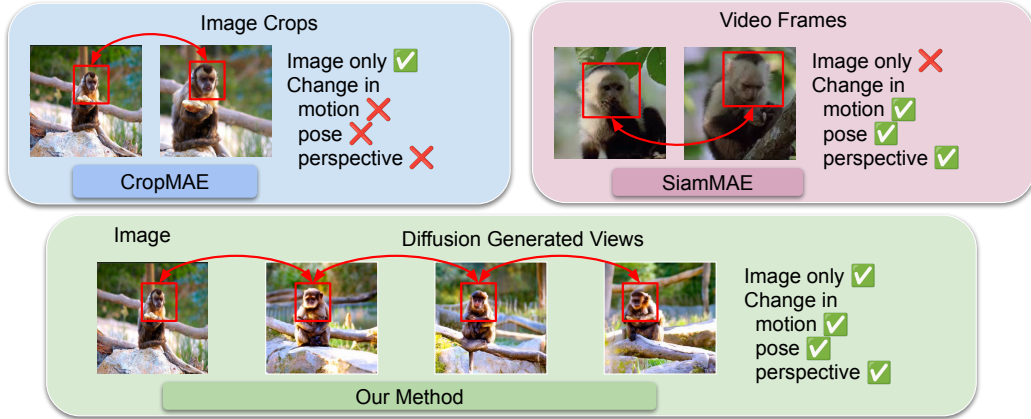 Image Crops
Image only ✅
Change in
motion ❌
pose ❌
perspective ❌
CropMAE
Video Frames
Image only ❌
Change in
motion ✅
pose ✅
perspective ✅
SiamMAE
Image
Diffusion Generated Views
Image only ✅
Change in
motion ✅
pose ✅
perspective ✅
Our Method